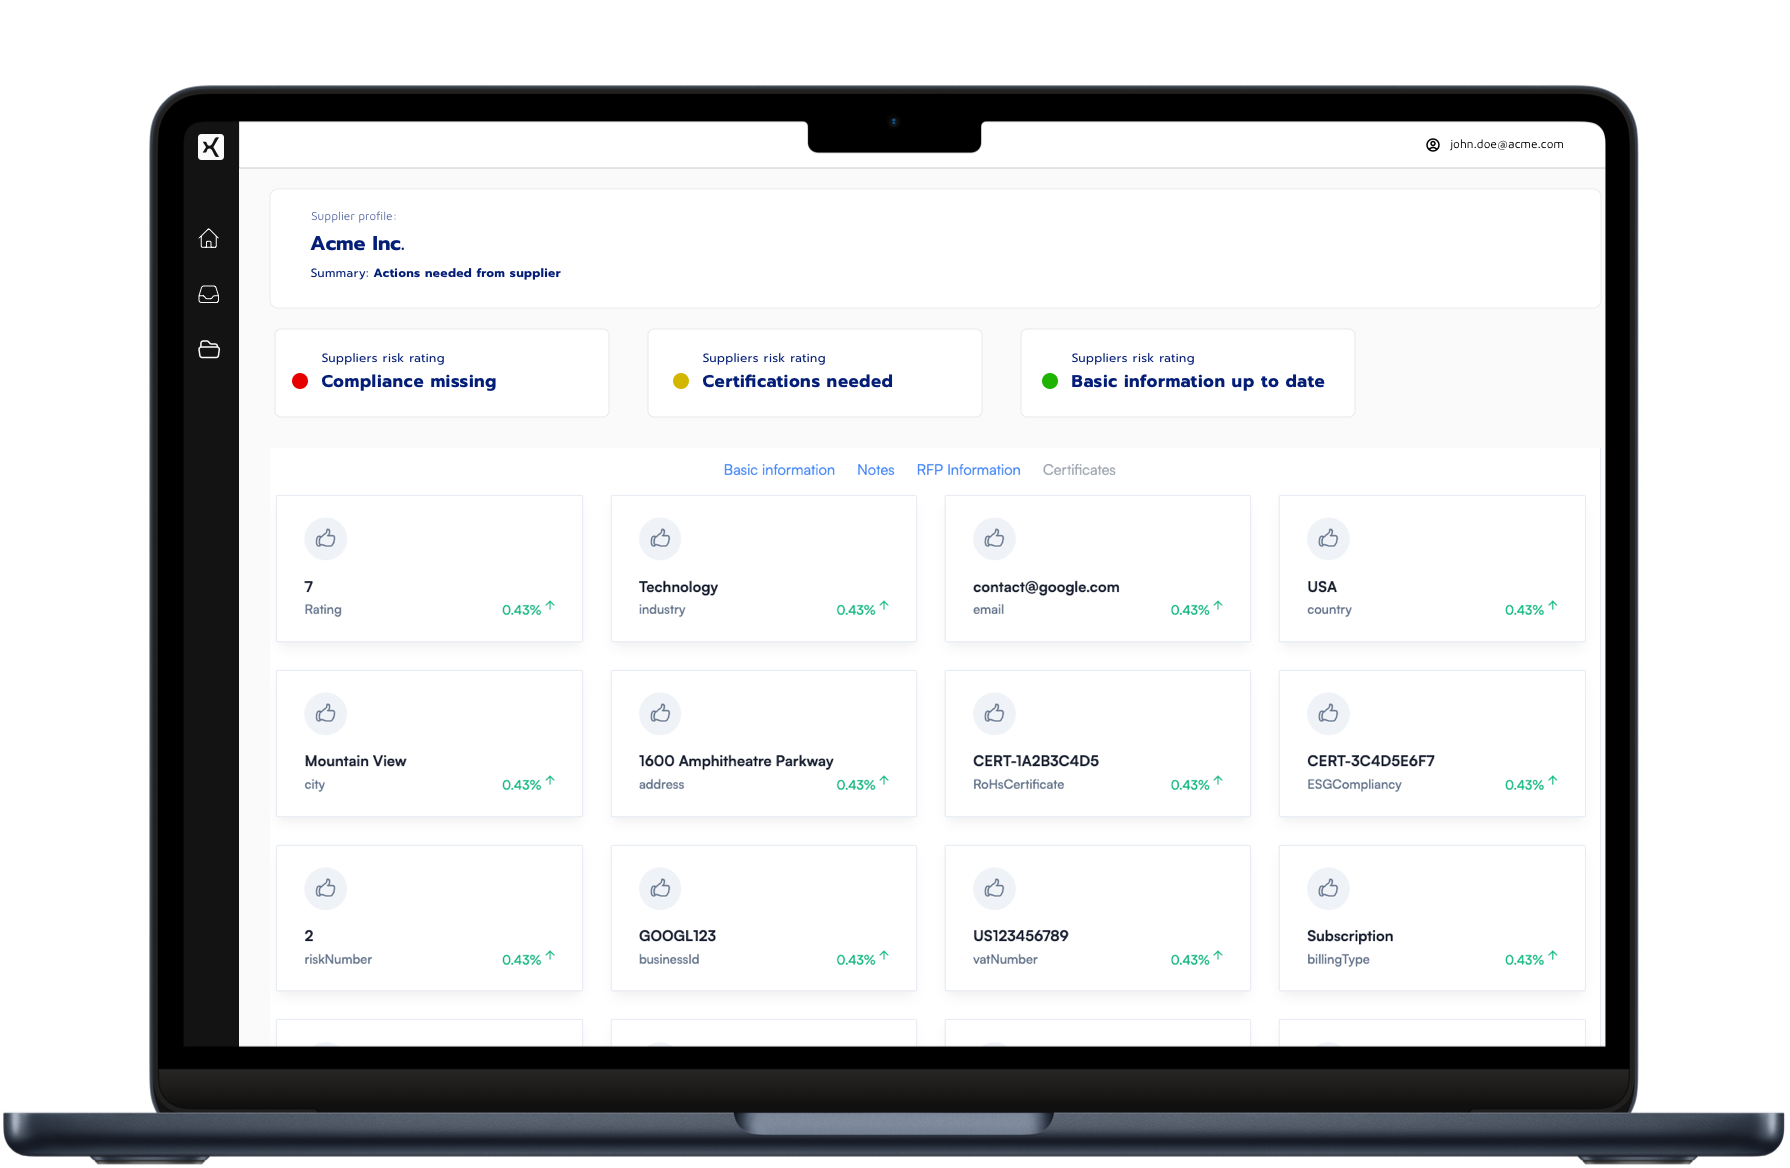 john.doe@acme.com
Supplier profile:
Acme Inc.
Summary: Actions needed from supplier
Suppliers risk rating
Compliance missing
Suppliers risk rating
Certifications needed
Suppliers risk rating
Basic information up to date
Basic information Notes RFP Information Certificates
7
Rating 0.43%
Technology
industry 0.43%
contact@google.com
email 0.43%
USA
country 0.43%
Mountain View
city 0.43%
1600 Amphitheatre Parkway
address 0.43%
CERT-1A2B3C4D5
RoHsCertificate 0.43%
CERT-3C4D5E6F7
ESGCompliancy 0.43%
2
riskNumber 0.43%
GOOGL123
businessId 0.43%
US123456789
vatNumber 0.43%
Subscription
billingType 0.43%